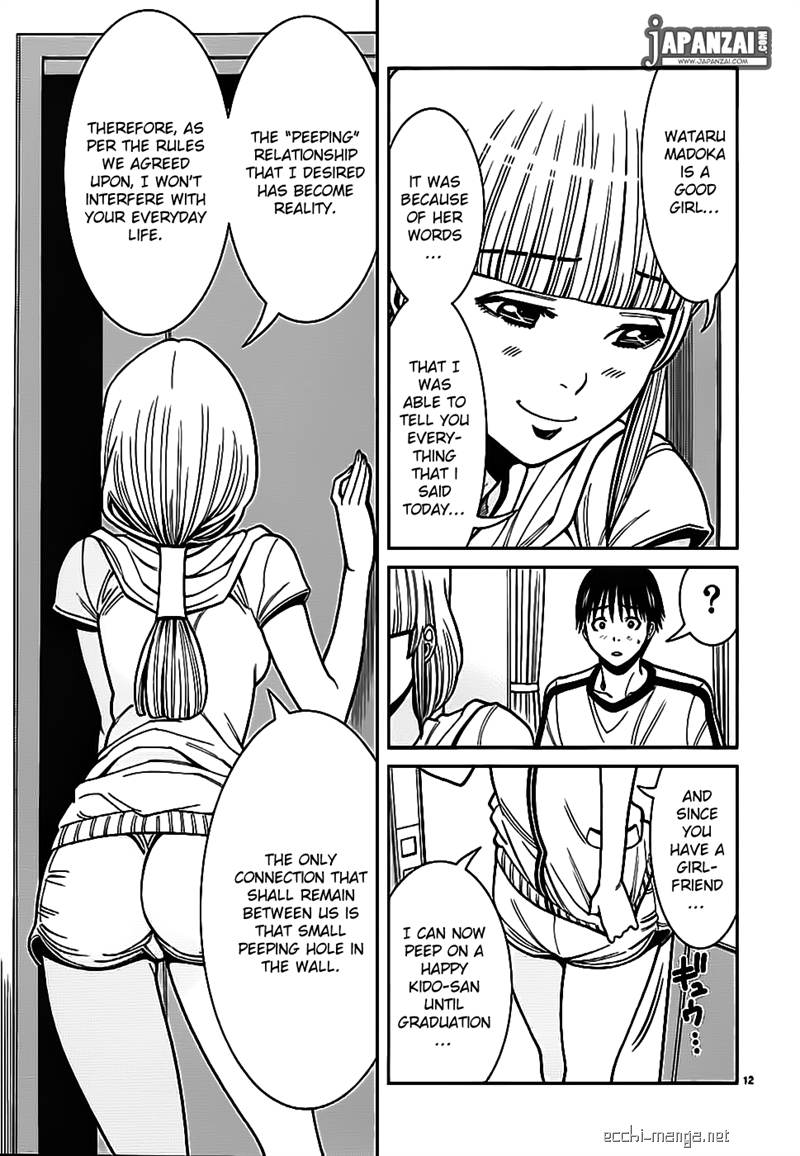 JAPANZAI
.COM
WWW.JAPANZAI.COM
WATARU
MADOKA
IS A
GOOD
GIRL...
IT WAS
BECAUSE
OF HER
WORDS
...
THAT I
WAS
ABLE TO
TELL YOU
EVERY-
THING
THAT I
SAID
TODAY...
?
AND
SINCE
YOU
HAVE A
GIRL-
FRIEND
...
I CAN NOW
PEEP ON A
HAPPY
KIDO-SAN
UNTIL
GRADUATION
...
ギュウ…
THE "PEEPING"
RELATIONSHIP
THAT I DESIRED
HAS BECOME
REALITY.
THEREFORE, AS
PER THE RULES
WE AGREED
UPON, I WON'T
INTERFERE WITH
YOUR EVERYDAY
LIFE.
THE ONLY
CONNECTION THAT
SHALL REMAIN
BETWEEN US IS
THAT SMALL
PEEPING HOLE IN
THE WALL.
12
ecchi-manga.net